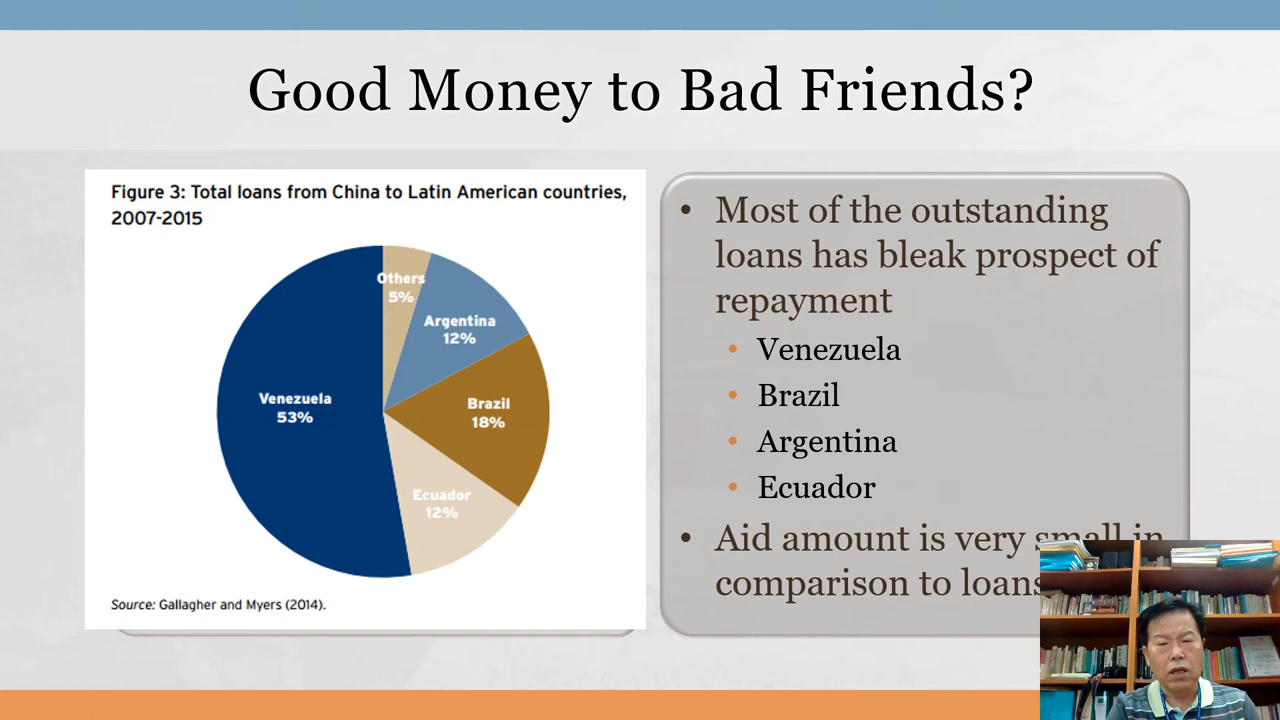 Good Money to Bad Friends?
Figure 3: Total loans from China to Latin American countries,
2007-2015
Others
5%
Argentina
12%
Venezuela
53%
Brazil
18%
Ecuador
12%
Source: Gallagher and Myers (2014).
• Most of the outstanding
loans has bleak prospect of
repayment
• Venezuela
• Brazil
• Argentina
• Ecuador
• Aid amount is very small in
comparison to loans